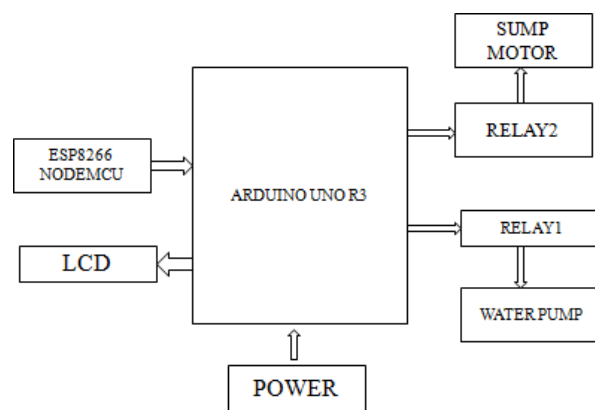 SUMP
MOTOR
RELAY2
ESP8266
NODEMCU
ARDUINO UNO R3
RELAY1
LCD
WATER PUMP
POWER